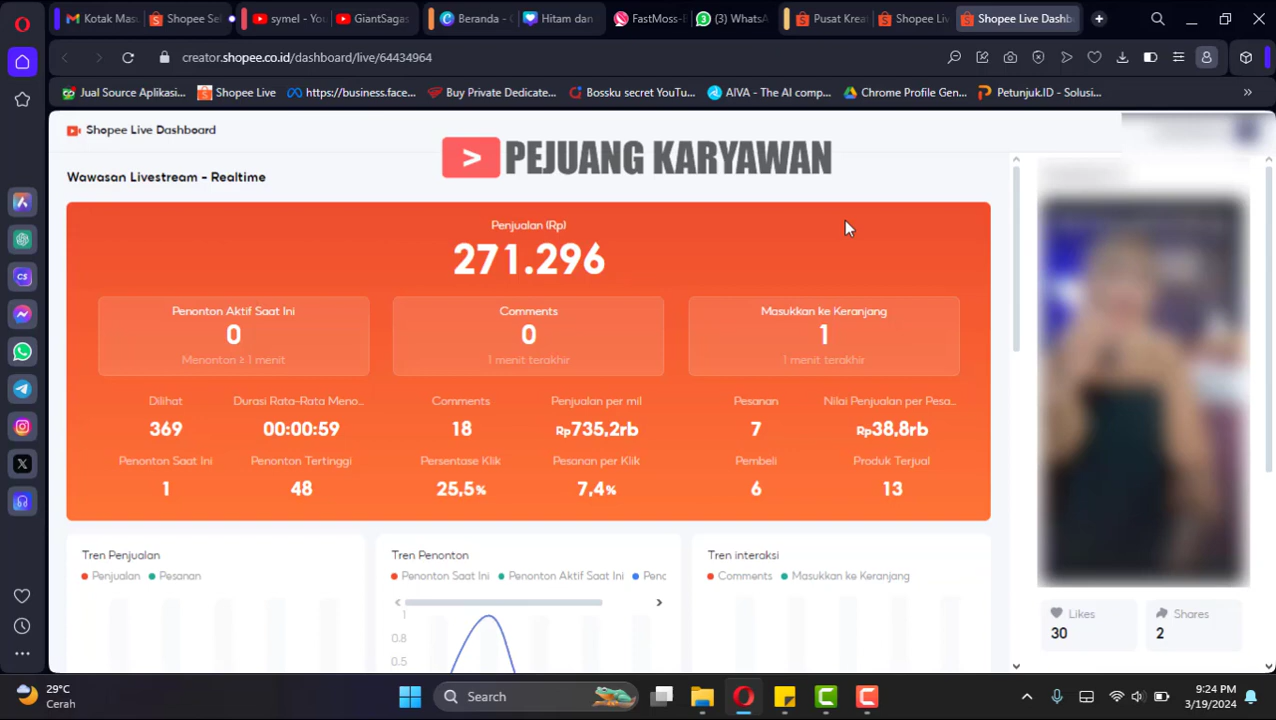 Kotak Masu
Shopee Sel
symel - You
GiantSagas
Beranda - C
Hitam dan
FastMoss-E
(3) WhatsA
Pusat Krea
Shopee Liv
Shopee Live Dashb
creator.shopee.co.id/dashboard/live/64434964
Jual Source Aplikasi...
Shopee Live
https://business.face...
Buy Private Dedicate...
Bossku secret YouTu...
AIVA - The AI comp...
Chrome Profile Gen...
Petunjuk.ID - Solusi...
Shopee Live Dashboard
> PEJUANG KARYAWAN
Wawasan Livestream - Realtime
Penjualan (Rp)
271.296
Penonton Aktif Saat Ini
0
Menonton ≥ 1 menit
Comments
0
1 menit terakhir
Masukkan ke Keranjang
1
1 menit terakhir
Dilihat
369
Durasi Rata-Rata Meno...
00:00:59
Comments
18
Penjualan per mil
Rp735,2rb
Pesanan
7
Nilai Penjualan per Pesa...
Rp38,8rb
Penonton Saat Ini
1
Penonton Tertinggi
48
Persentase Klik
25,5%
Pesanan per Klik
7,4%
Pembeli
6
Produk Terjual
13
Tren Penjualan
Penjualan Pesanan
Tren Penonton
Penonton Saat Ini Penonton Aktif Saat Ini Penc
1
0.8
0.5
Tren interaksi
Comments Masukkan ke Keranjang
Likes
30
Shares
2
29°C
Cerah
Search
9:24 PM
3/19/2024